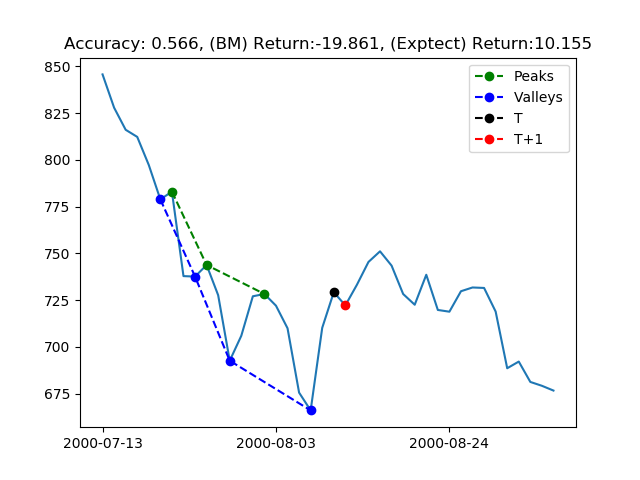 Accuracy: 0.566, (BM) Return:-19.861, (Exptect) Return:10.155
850
825
800
775
750
725
700
675
2000-07-13
2000-08-03
2000-08-24
Peaks
Valleys
T
T+1